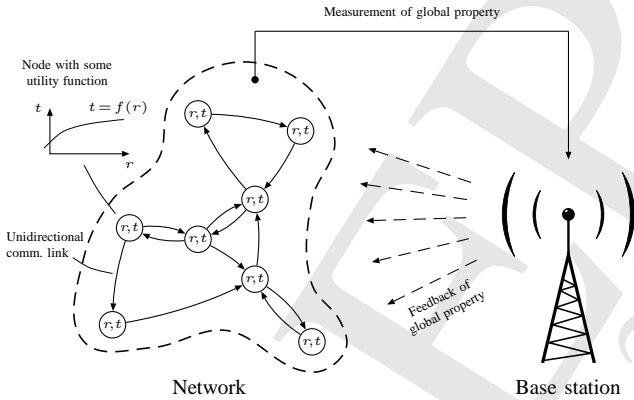 Measurement of global property
Node with some
utility function
t
t = f(r)
r
r, t
r, t
r, t
r, t
r, t
r, t
r, t
r, t
Unidirectional
comm. link
Feedback of
global property
Network
Base station